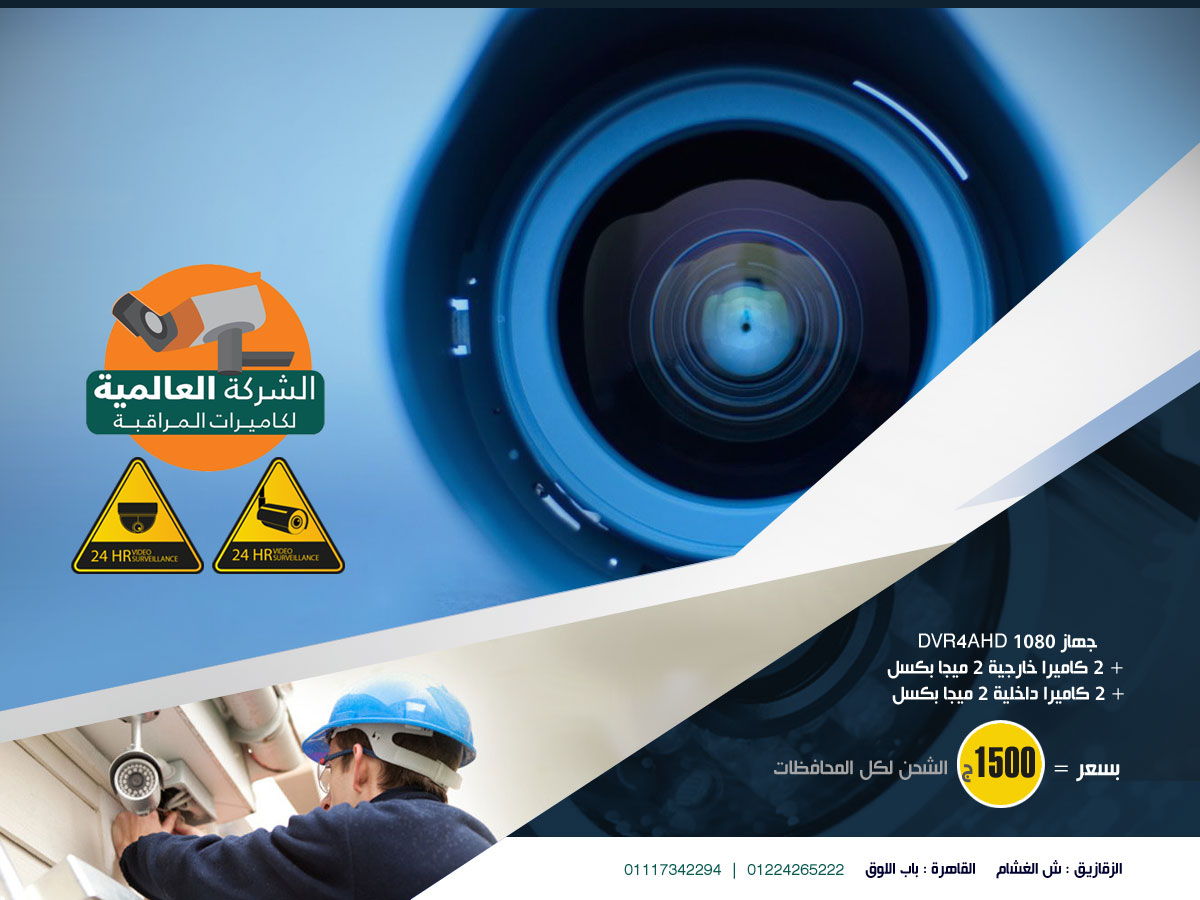 الشركة العالمية
لكاميرات المراقبة
24 HR VIDEO SURVEILLANCE
24 HR VIDEO SURVEILLANCE
جهاز DVR4AHD 1080
+ 2 كاميرا خارجية 2 ميجا بكسل
+ 2 كاميرا داخلية 2 ميجا بكسل
بسعر = 1500ج الشحن لكل المحافظات
الزقازيق : ش الغشام القاهرة : باب اللوق 01224265222 | 01117342294